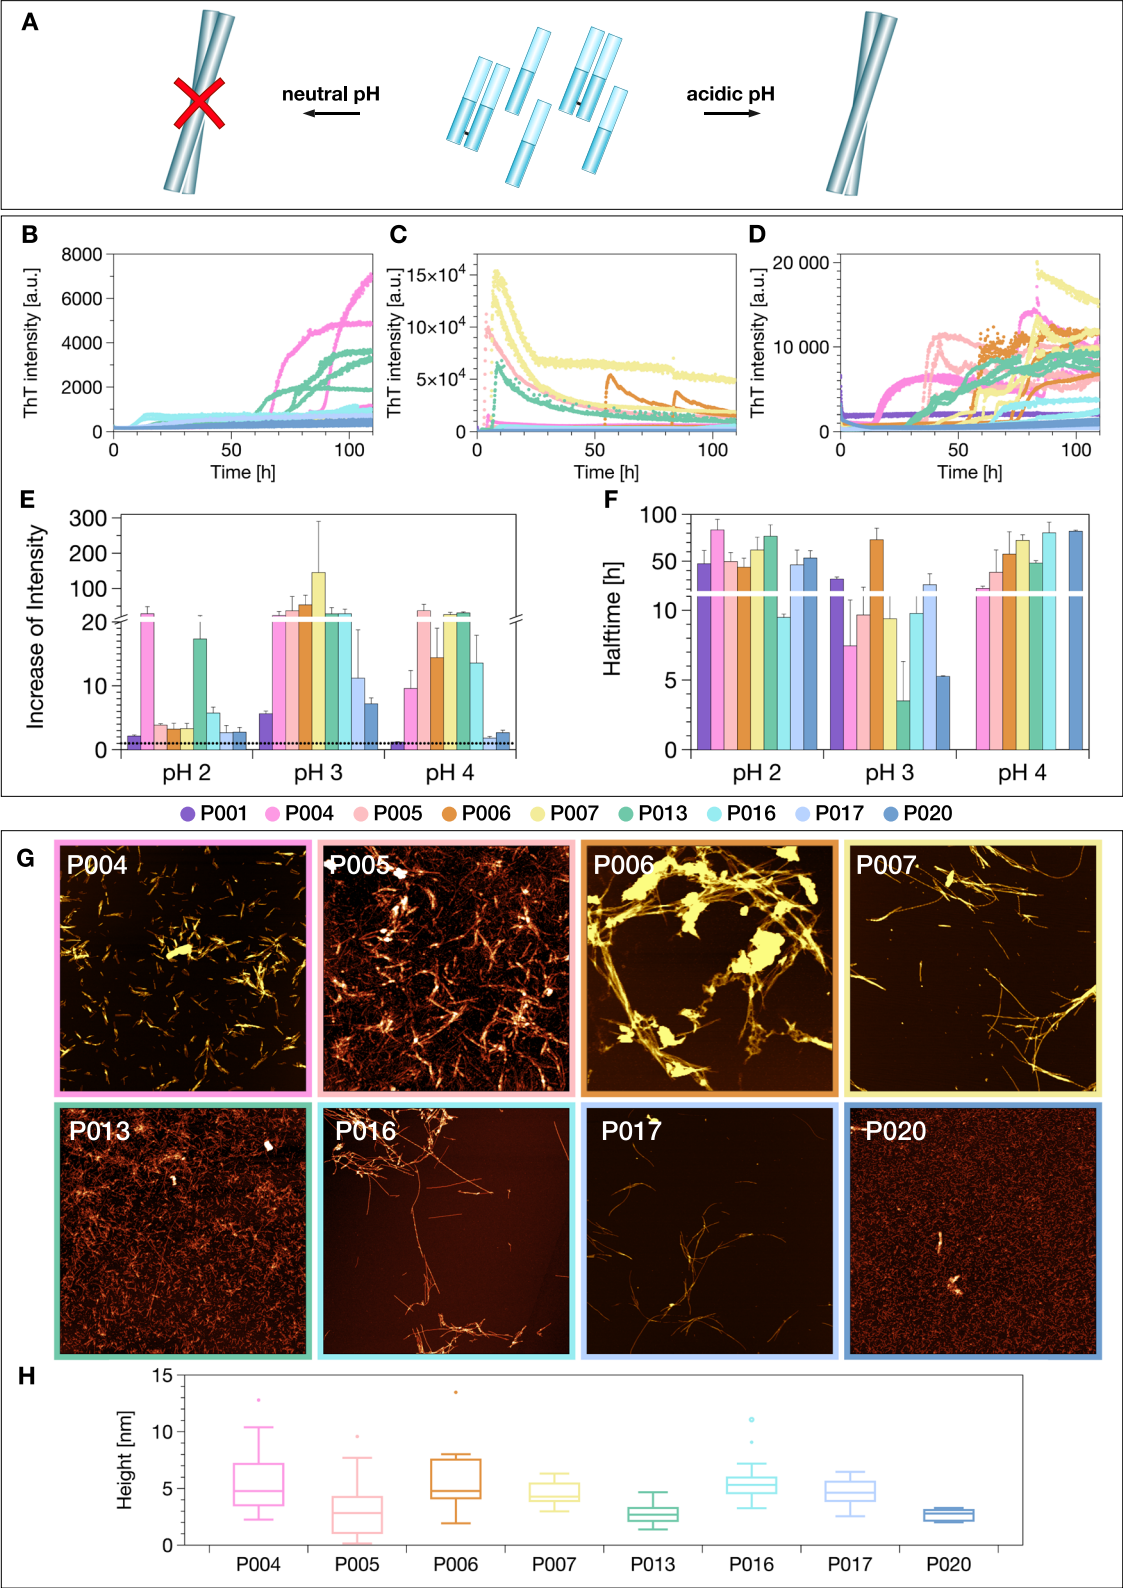 A
neutral pH
acidic pH
B
C
D
8000
6000
4000
2000
0
ThT intensity [a.u.]
0
50
100
Time [h]
15×10⁴
10×10⁴
5×10⁴
0
ThT intensity [a.u.]
0
50
100
Time [h]
20 000
10 000
0
ThT intensity [a.u.]
0
50
100
Time [h]
E
F
300
200
100
20
10
0
Increase of Intensity
pH 2
pH 3
pH 4
100
50
10
5
0
Halftime [h]
pH 2
pH 3
pH 4
P001 P004 P005 P006 P007 P013 P016 P017 P020
G
P004
P005
P006
P007
P013
P016
P017
P020
H
15
10
5
0
Height [nm]
P004 P005 P006 P007 P013 P016 P017 P020